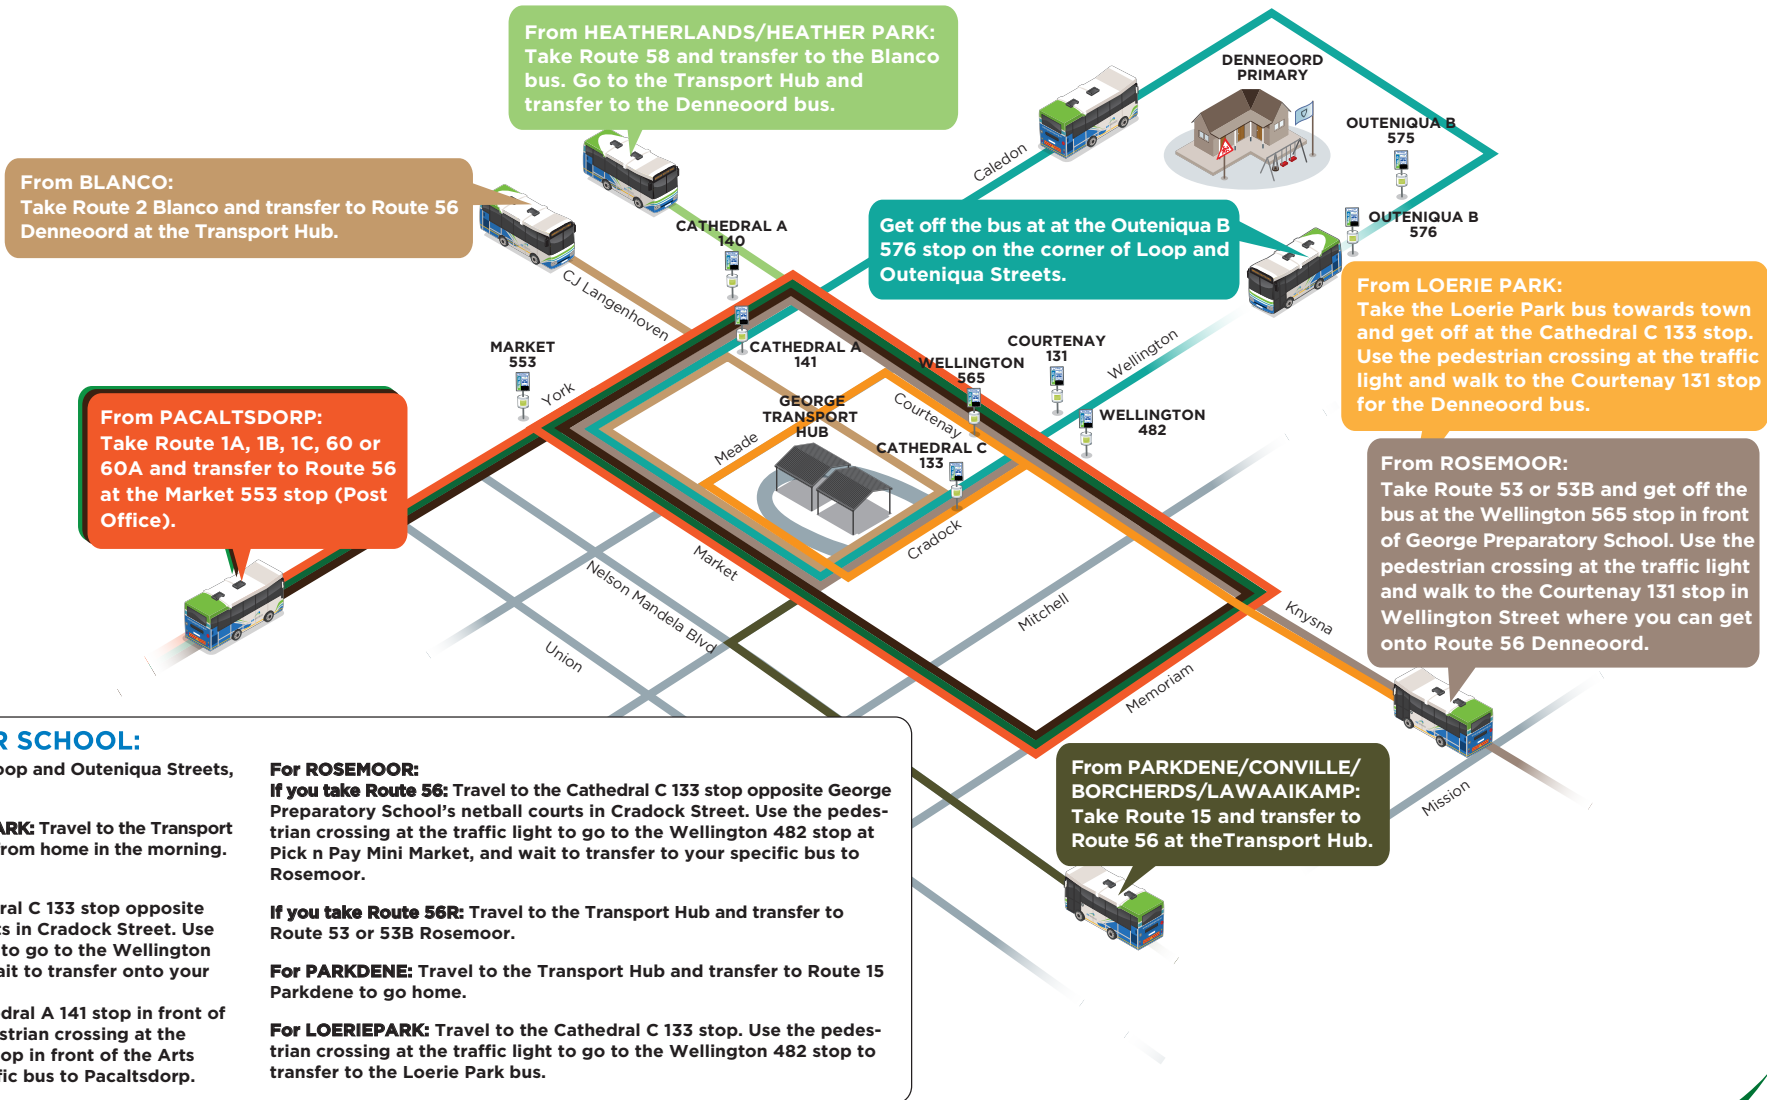 From HEATHERLANDS/HEATHER PARK:
Take Route 58 and transfer to the Blanco
bus. Go to the Transport Hub and
transfer to the Denneoord bus.
DENNEOORD
PRIMARY
OUTENIQUA B
575
Caledon
From BLANCO:
Take Route 2 Blanco and transfer to Route 56
Denneoord at the Transport Hub.
CATHEDRAL A
140
Get off the bus at at the Outeniqua B
576 stop on the corner of Loop and
Outeniqua Streets.
OUTENIQUA B
576
CJ Langenhoven
From LOERIE PARK:
Take the Loerie Park bus towards town
and get off at the Cathedral C 133 stop.
Use the pedestrian crossing at the traffic
light and walk to the Courtenay 131 stop
for the Denneoord bus.
MARKET
553
CATHEDRAL A
141
WELLINGTON
565
COURTENAY
131
Wellington
York
Courtenay
WELLINGTON
482
From PACALTSDORP:
Take Route 1A, 1B, 1C, 60 or
60A and transfer to Route 56
at the Market 553 stop (Post
Office).
GEORGE
TRANSPORT
HUB
Meade
CATHEDRAL C
133
From ROSEMOOR:
Take Route 53 or 53B and get off the
bus at the Wellington 565 stop in front
of George Preparatory School. Use the
pedestrian crossing at the traffic light
and walk to the Courtenay 131 stop in
Wellington Street where you can get
onto Route 56 Denneoord.
Cradock
Market
Nelson Mandela Blvd
Mitchell
Knysna
Union
Memoriam
Mission
From PARKDENE/CONVILLE/
BORCHERDS/LAWAAIKAMP:
Take Route 15 and transfer to
Route 56 at theTransport Hub.
R SCHOOL:
oop and Outeniqua Streets,
ARK: Travel to the Transport
from home in the morning.
ral C 133 stop opposite
ts in Cradock Street. Use
to go to the Wellington
ait to transfer onto your
edral A 141 stop in front of
strian crossing at the
op in front of the Arts
fic bus to Pacaltsdorp.
For ROSEMOOR:
If you take Route 56: Travel to the Cathedral C 133 stop opposite George
Preparatory School's netball courts in Cradock Street. Use the pedes-
trian crossing at the traffic light to go to the Wellington 482 stop at
Pick n Pay Mini Market, and wait to transfer to your specific bus to
Rosemoor.
If you take Route 56R: Travel to the Transport Hub and transfer to
Route 53 or 53B Rosemoor.
For PARKDENE: Travel to the Transport Hub and transfer to Route 15
Parkdene to go home.
For LOERIEPARK: Travel to the Cathedral C 133 stop. Use the pedes-
trian crossing at the traffic light to go to the Wellington 482 stop to
transfer to the Loerie Park bus.